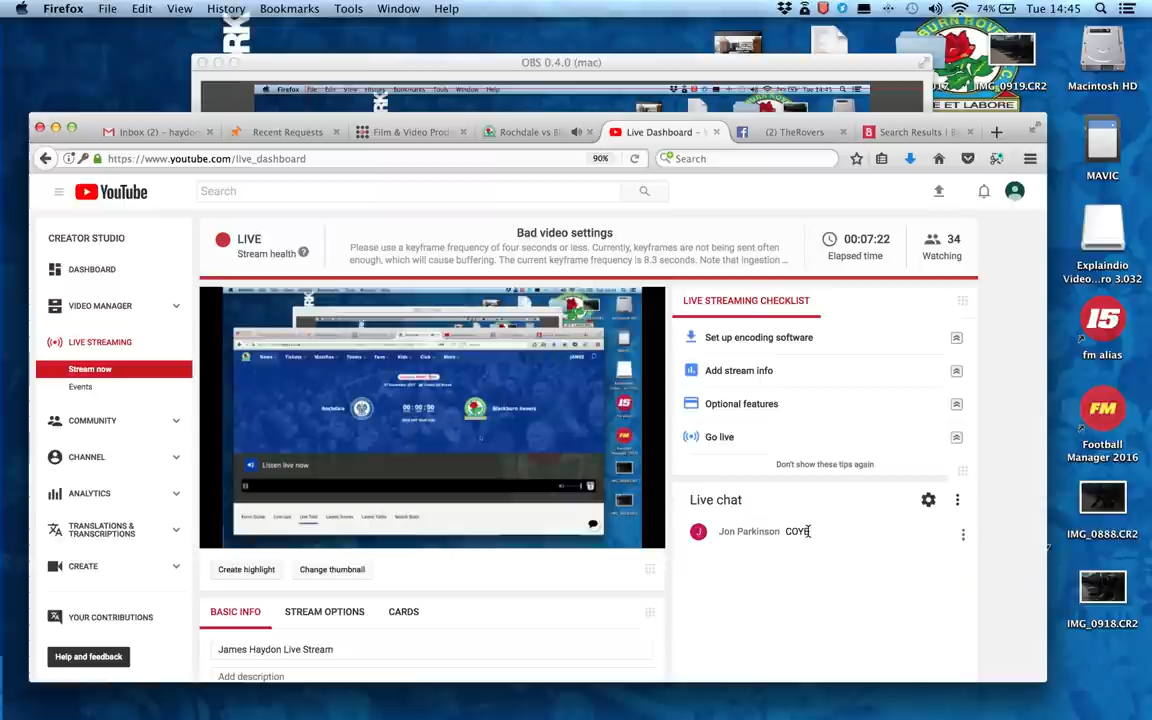 Firefox File Edit View History Bookmarks Tools Window Help 74% Tue 14:45
OBS 0.4.0 (mac)
IMG_0919.CR2
Macintosh HD
Inbox (2) – haydon
Recent Requests
Film & Video Prod
Rochdale vs B
Live Dashboard –
(2) TheRovers
Search Results | B
https://www.youtube.com/live_dashboard
90%
Search
YouTube
Search
MAVIC
CREATOR STUDIO
DASHBOARD
VIDEO MANAGER
LIVE STREAMING
Stream now
Events
COMMUNITY
CHANNEL
ANALYTICS
TRANSLATIONS &
TRANSCRIPTIONS
CREATE
YOUR CONTRIBUTIONS
Help and feedback
LIVE
Stream health
Bad video settings
Please use a keyframe frequency of four seconds or less. Currently, keyframes are not being sent often
enough, which will cause buffering. The current keyframe frequency is 8.3 seconds. Note that ingestion ...
00:07:22
Elapsed time
34
Watching
Rochdale
00:00:00
Blackburn Rovers
Listen live now
Create highlight
Change thumbnail
BASIC INFO
STREAM OPTIONS
CARDS
James Haydon Live Stream
Add description
LIVE STREAMING CHECKLIST
Set up encoding software
Add stream info
Optional features
Go live
Don't show these tips again
Live chat
Jon Parkinson
Explaindio
Video...ro 3.032
fm alias
Football
Manager 2016
IMG_0888.CR2
IMG_0918.CR2